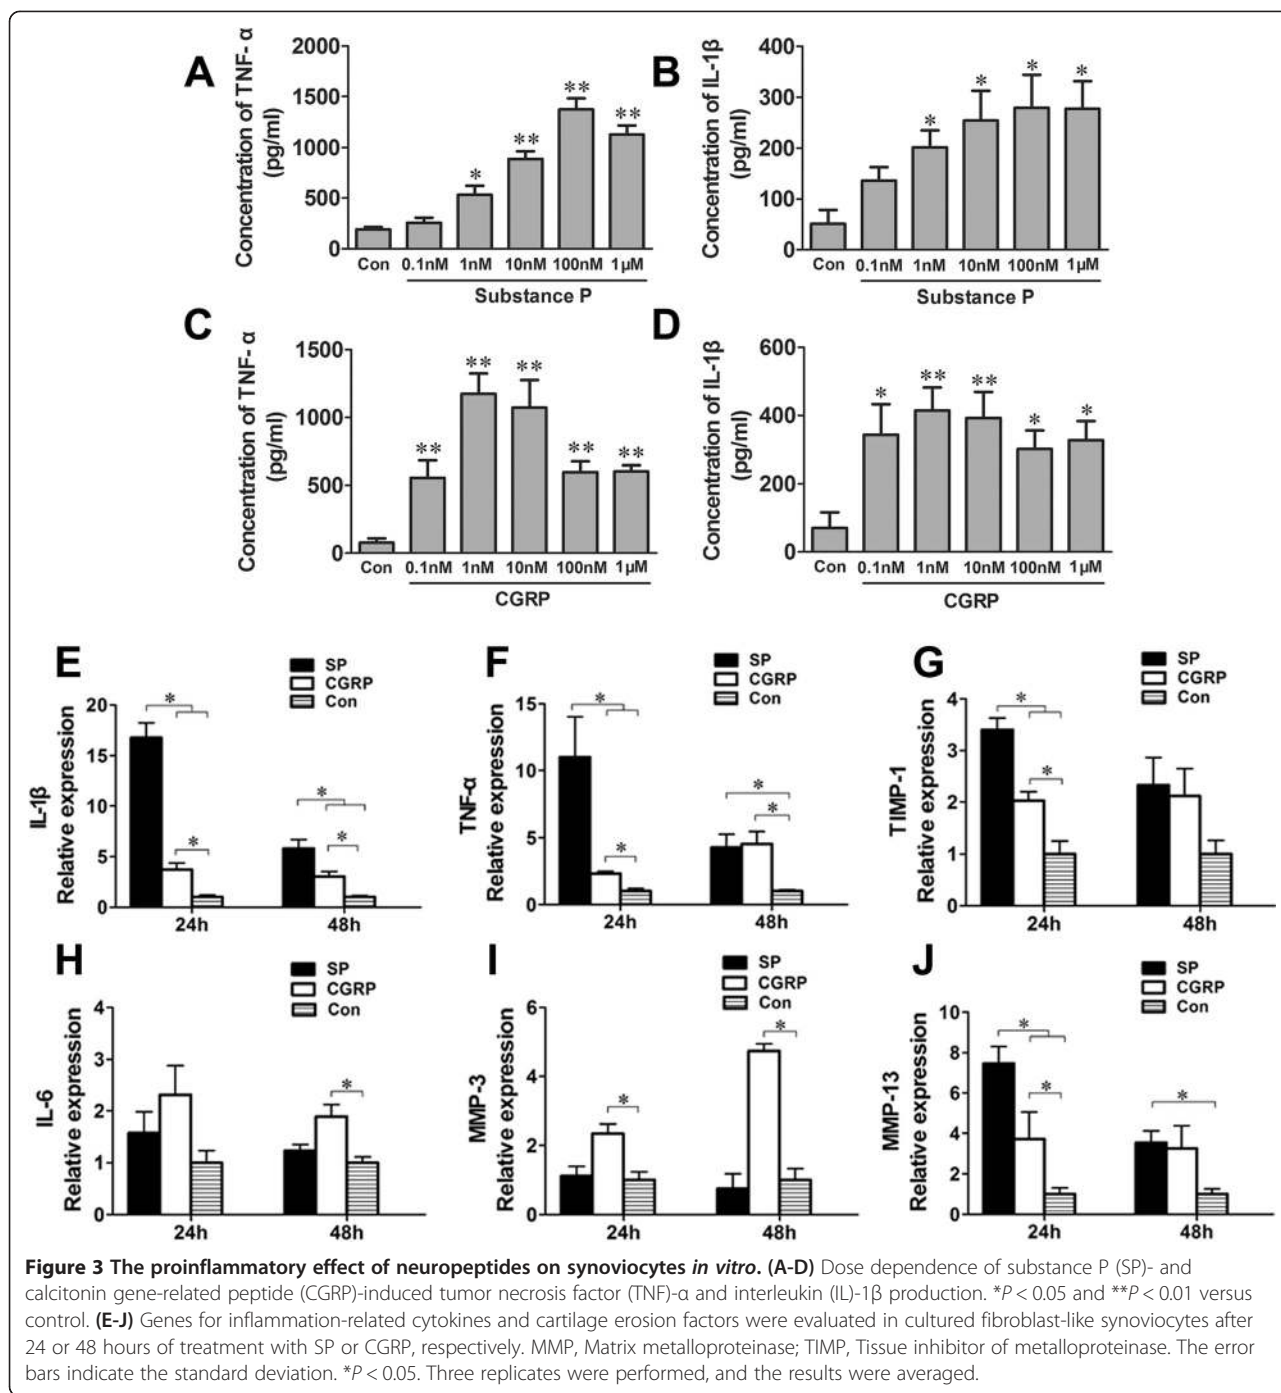 A
Concentration of TNF- α
(pg/ml)
2000
1500
1000
500
0
**
**
**
*
Con 0.1nM 1nM 10nM 100nM 1µM
Substance P
B
Concentration of IL-1β
(pg/ml)
400
300
200
100
0
*
*
*
*
Con 0.1nM 1nM 10nM 100nM 1µM
Substance P
C
Concentration of TNF- α
(pg/ml)
1500
1000
500
0
**
**
**
**
**
Con 0.1nM 1nM 10nM 100nM 1µM
CGRP
D
Concentration of IL-1β
(pg/ml)
600
400
200
0
*
**
**
*
*
Con 0.1nM 1nM 10nM 100nM 1µM
CGRP
E
SP
CGRP
Con
IL-1β
Relative expression
20
15
10
5
0
*
*
*
*
24h 48h
F
SP
CGRP
Con
TNF-α
Relative expression
15
10
5
0
*
*
*
*
24h 48h
G
SP
CGRP
Con
TIMP-1
Relative expression
4
3
2
1
0
*
*
24h 48h
H
SP
CGRP
Con
IL-6
Relative expression
4
3
2
1
0
*
24h 48h
I
SP
CGRP
Con
MMP-3
Relative expression
6
4
2
0
*
*
24h 48h
J
SP
CGRP
Con
MMP-13
Relative expression
10
8
6
4
2
0
*
*
*
24h 48h
Figure 3 The proinflammatory effect of neuropeptides on synoviocytes in vitro. (A-D) Dose dependence of substance P (SP)- and
calcitonin gene-related peptide (CGRP)-induced tumor necrosis factor (TNF)-α and interleukin (IL)-1β production. *P < 0.05 and **P < 0.01 versus
control. (E-J) Genes for inflammation-related cytokines and cartilage erosion factors were evaluated in cultured fibroblast-like synoviocytes after
24 or 48 hours of treatment with SP or CGRP, respectively. MMP, Matrix metalloproteinase; TIMP, Tissue inhibitor of metalloproteinase. The error
bars indicate the standard deviation. *P < 0.05. Three replicates were performed, and the results were averaged.